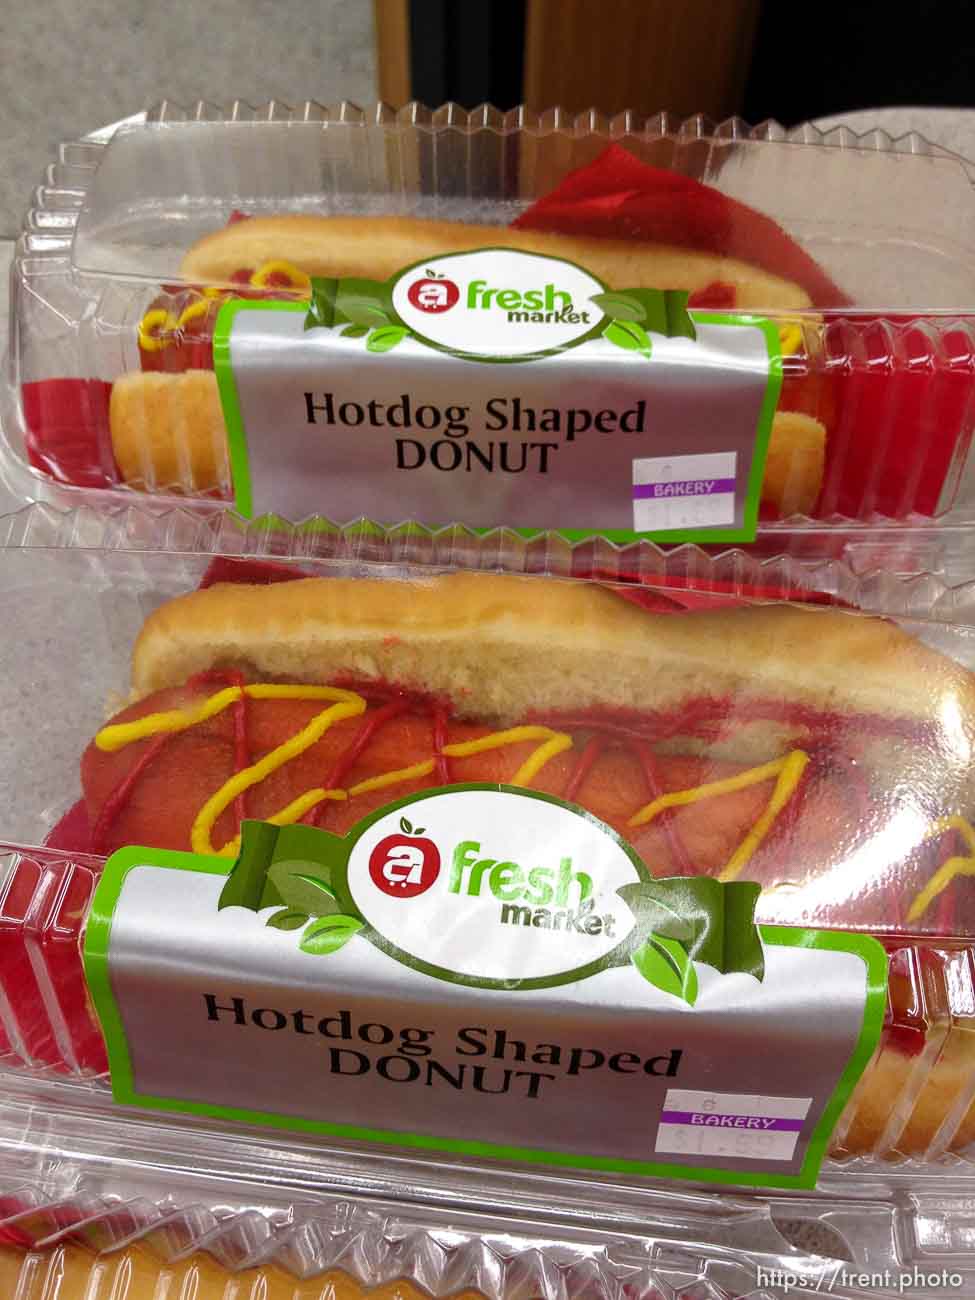 a fresh
market
Hotdog Shaped
DONUT
BAKERY
a fresh
market
Hotdog Shaped
DONUT
BAKERY
https://trent.photo